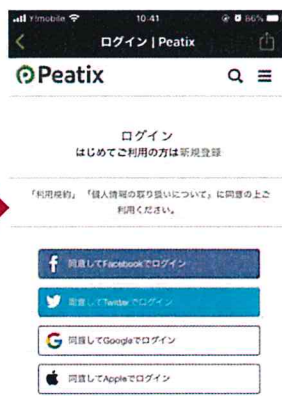 Y!mobile 10:41 86%
ログイン | Peatix
Peatix
ログイン
はじめてご利用の方は新規登録
「利用規約」「個人情報の取り扱いについて」に同意の上ご
利用ください。
同意してFacebookでログイン
同意してTwitterでログイン
同意してGoogleでログイン
同意してAppleでログイン